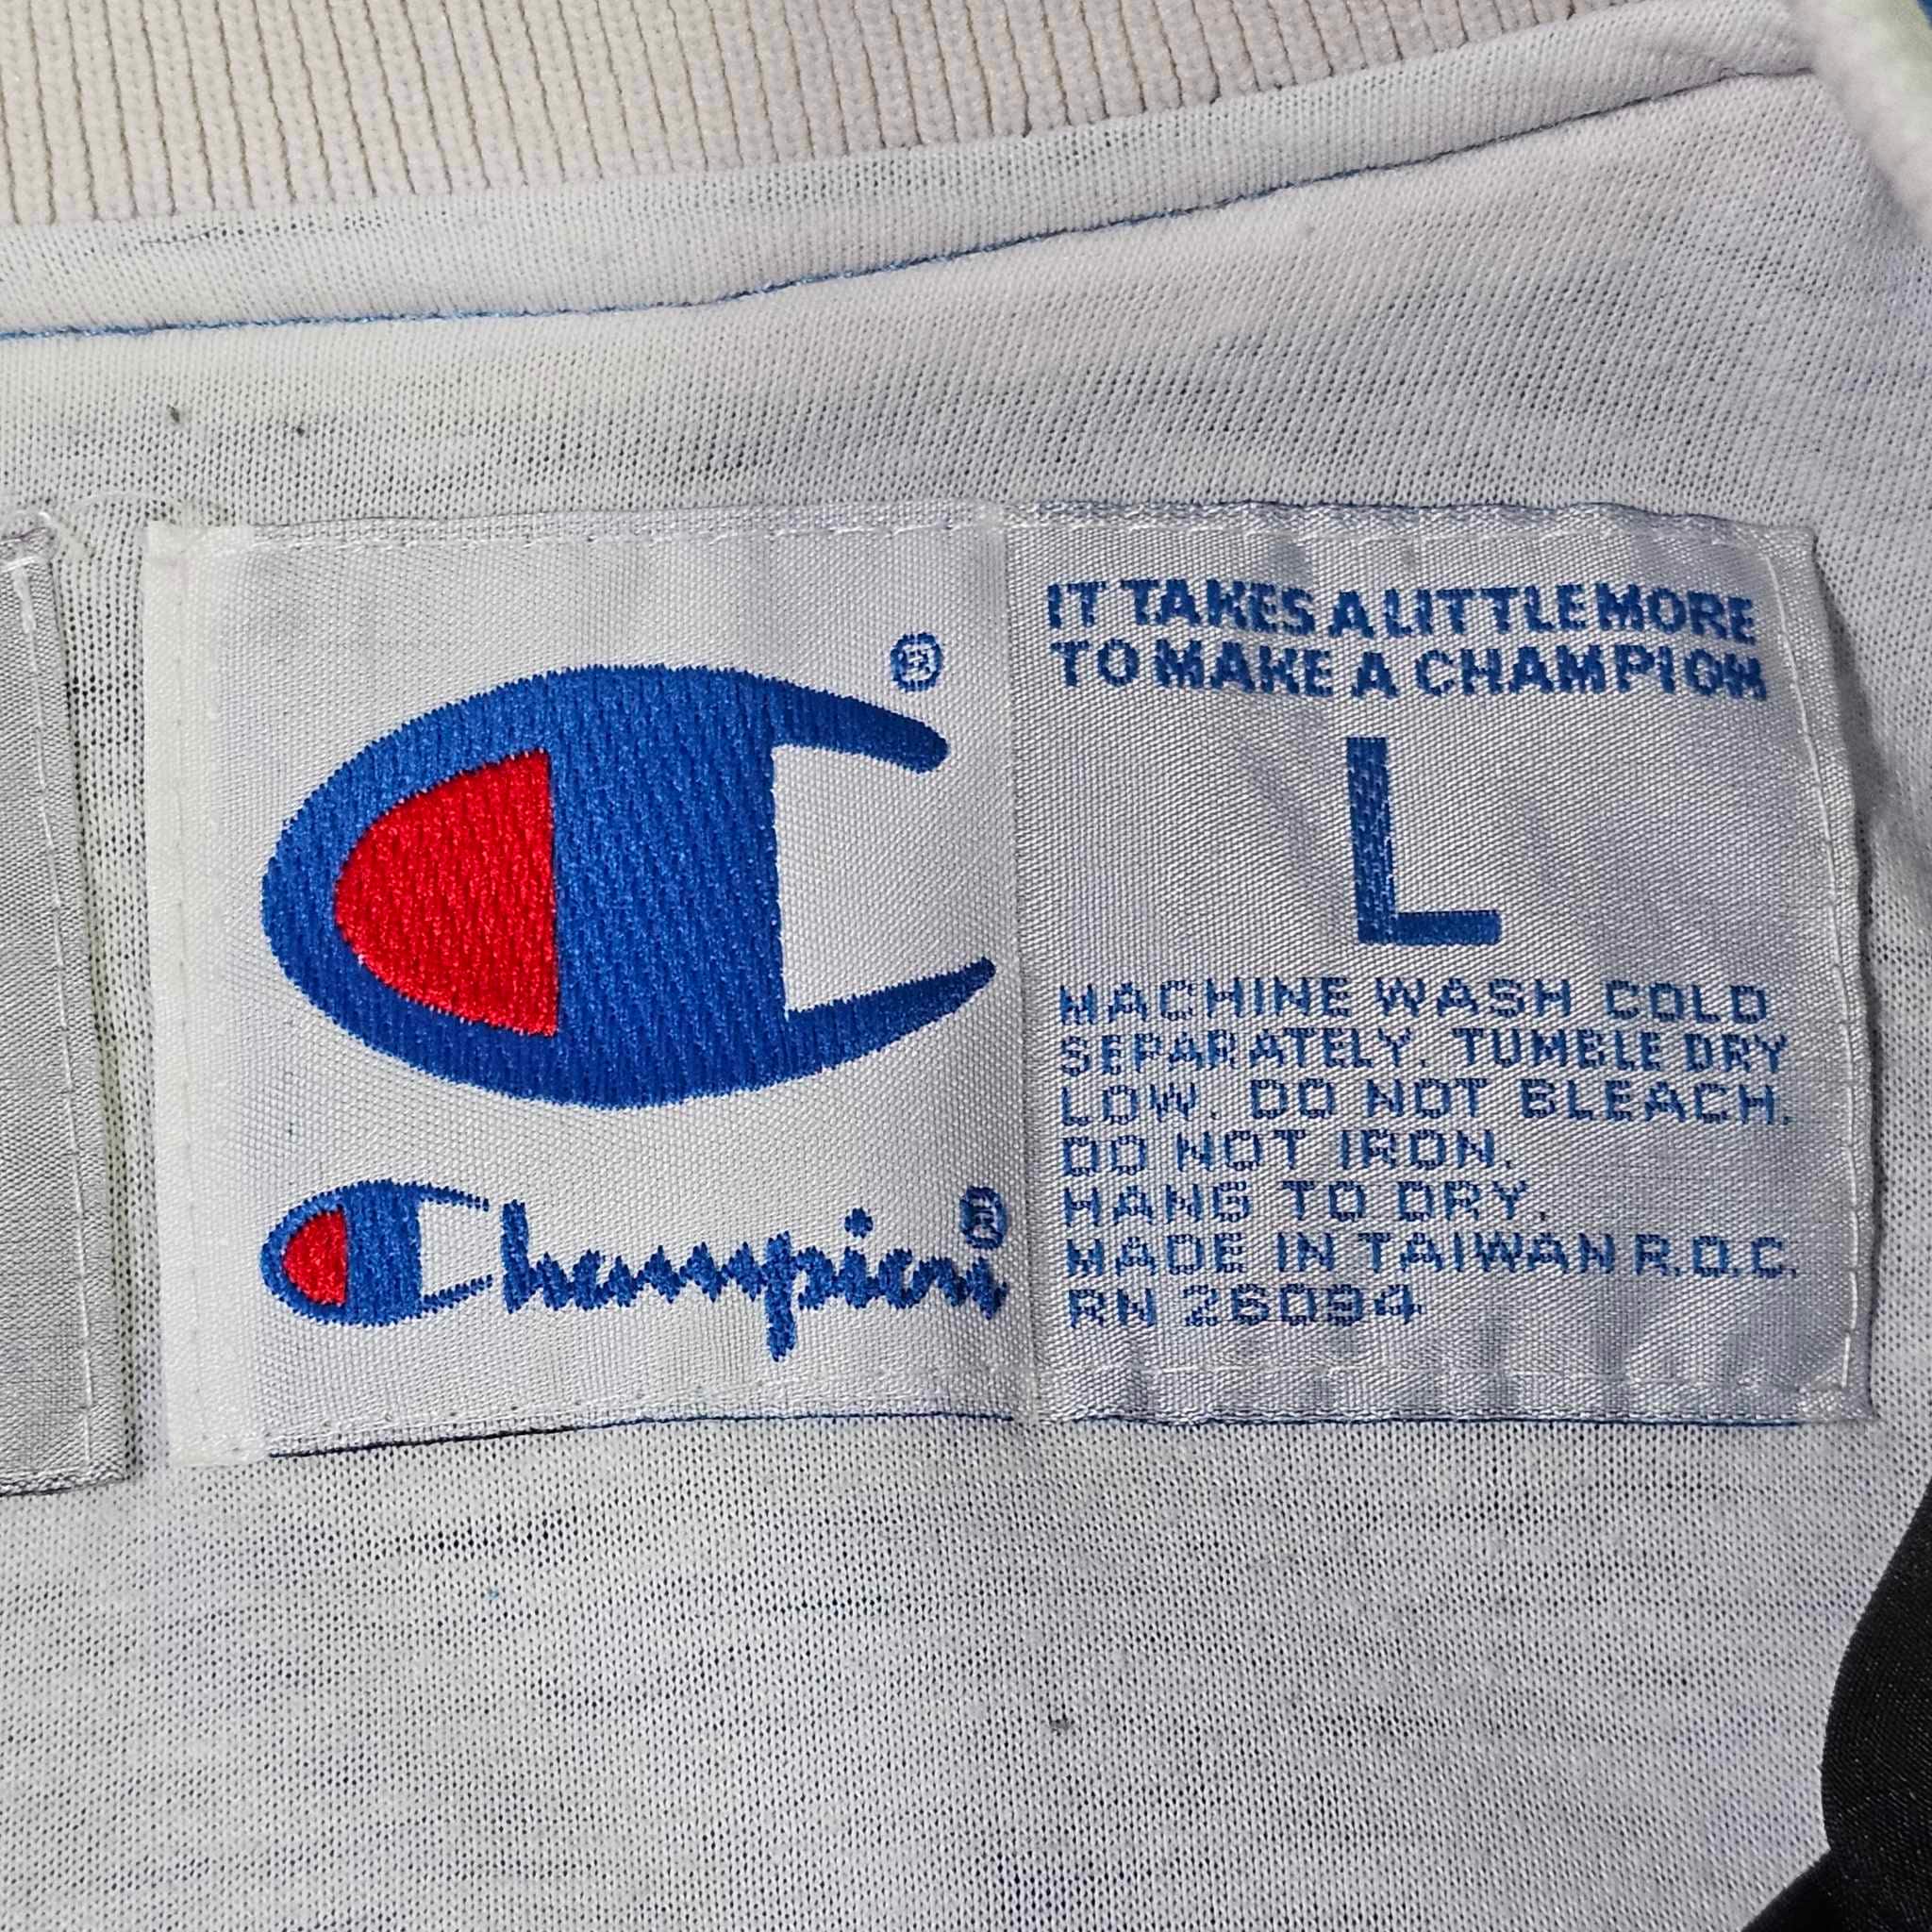 ®
Champion®
IT TAKES A LITTLE MORE
TO MAKE A CHAMPION
L
MACHINE WASH COLD
SEPARATELY. TUMBLE DRY
LOW. DO NOT BLEACH.
DO NOT IRON.
HANG TO DRY.
MADE IN TAIWAN R.O.C.
RN 26094